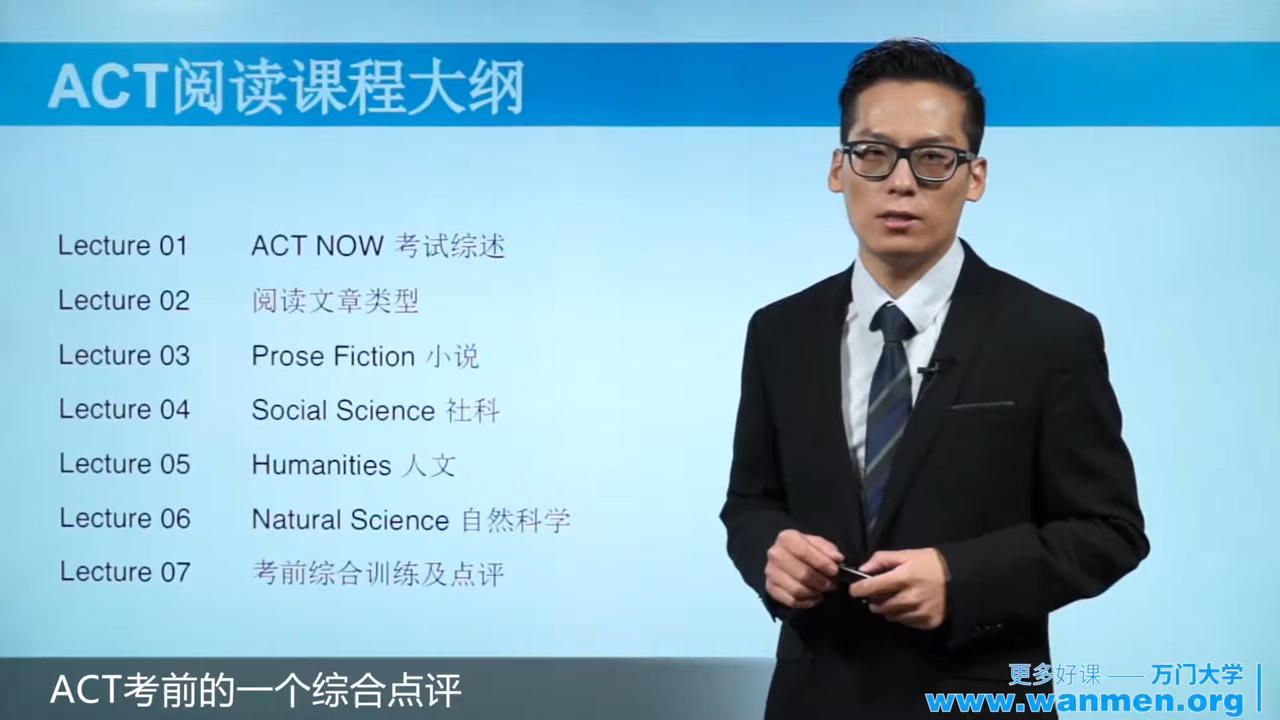 ACT阅读课程大纲
Lecture 01 ACT NOW 考试综述
Lecture 02 阅读文章类型
Lecture 03 Prose Fiction 小说
Lecture 04 Social Science 社科
Lecture 05 Humanities 人文
Lecture 06 Natural Science 自然科学
Lecture 07 考前综合训练及点评
ACT考前的一个综合点评
更多好课 —— 万门大学
www.wanmen.org